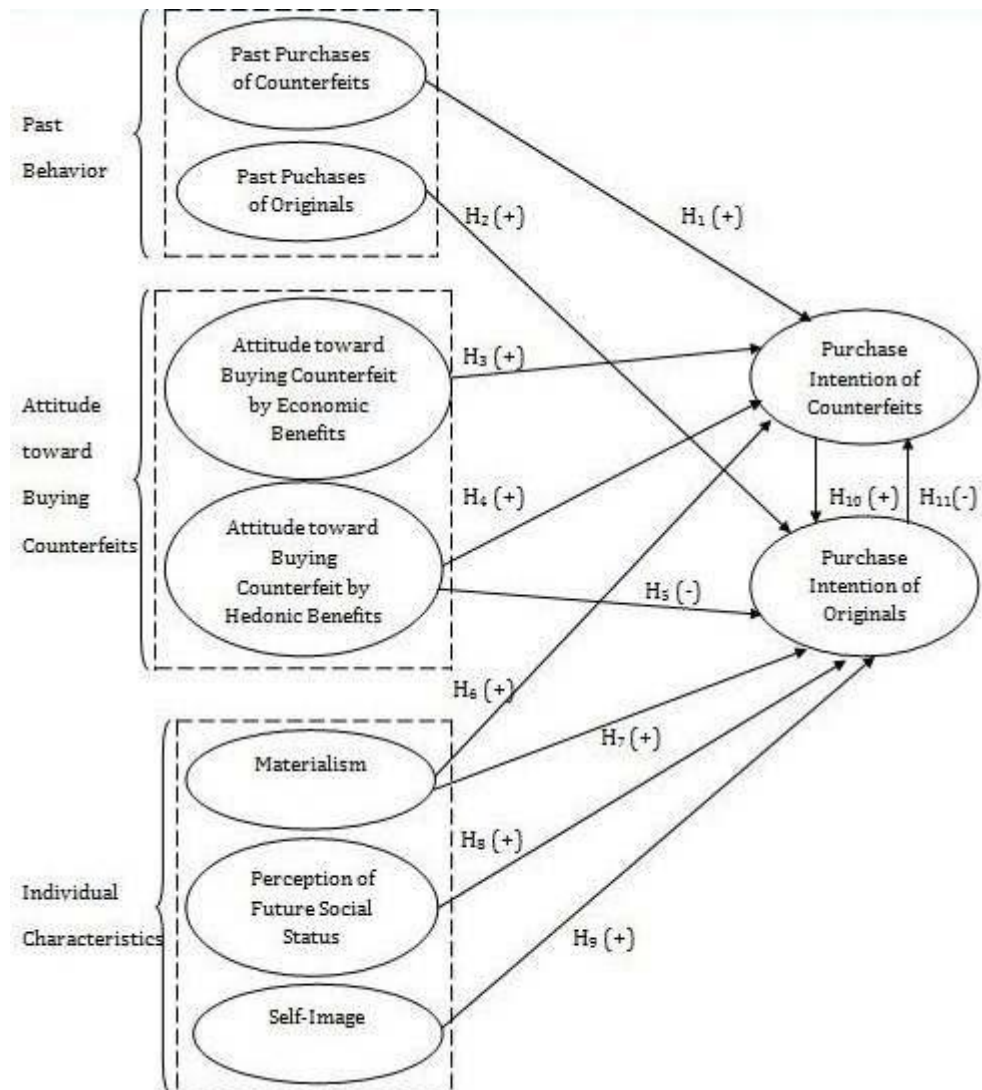 Past
Behavior
Past Purchases
of Counterfeits
Past Puchases
of Originals
H₂ (+)
H₁ (+)
Attitude
toward
Buying
Counterfeits
Attitude toward
Buying Counterfeit
by Economic
Benefits
H₃ (+)
Attitude toward
Buying
Counterfeit by
Hedonic Benefits
H₄ (+)
H₅ (-)
Purchase
Intention of
Counterfeits
H₁₀ (+)
H₁₁(-)
Purchase
Intention of
Originals
Individual
Characteristics
Materialism
H₆ (+)
H₇ (+)
Perception of
Future Social
Status
H₈ (+)
Self-Image
H₉ (+)